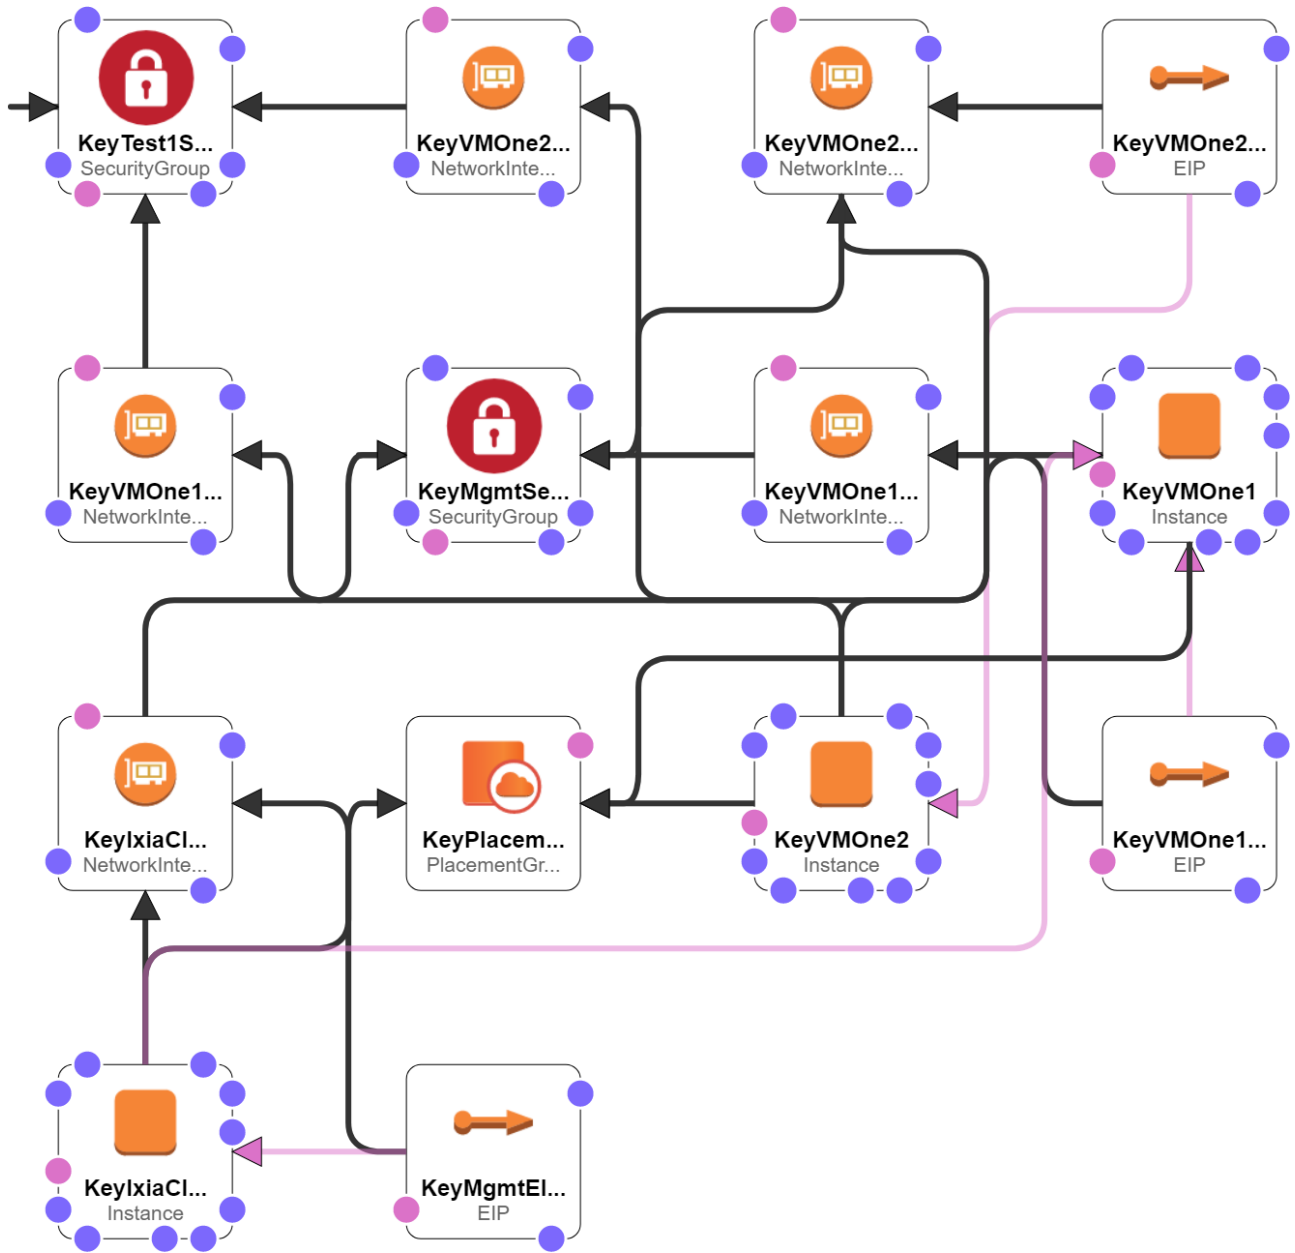 KeyTest1S...
SecurityGroup
KeyVMOne2...
NetworkInte...
KeyVMOne2...
NetworkInte...
KeyVMOne2...
EIP
KeyVMOne1...
NetworkInte...
KeyMgmtSe...
SecurityGroup
KeyVMOne1...
NetworkInte...
KeyVMOne1
Instance
KeyIxiaCl...
NetworkInte...
KeyPlacem...
PlacementGr...
KeyVMOne2
Instance
KeyVMOne1...
EIP
KeyIxiaCl...
Instance
KeyMgmtEI...
EIP